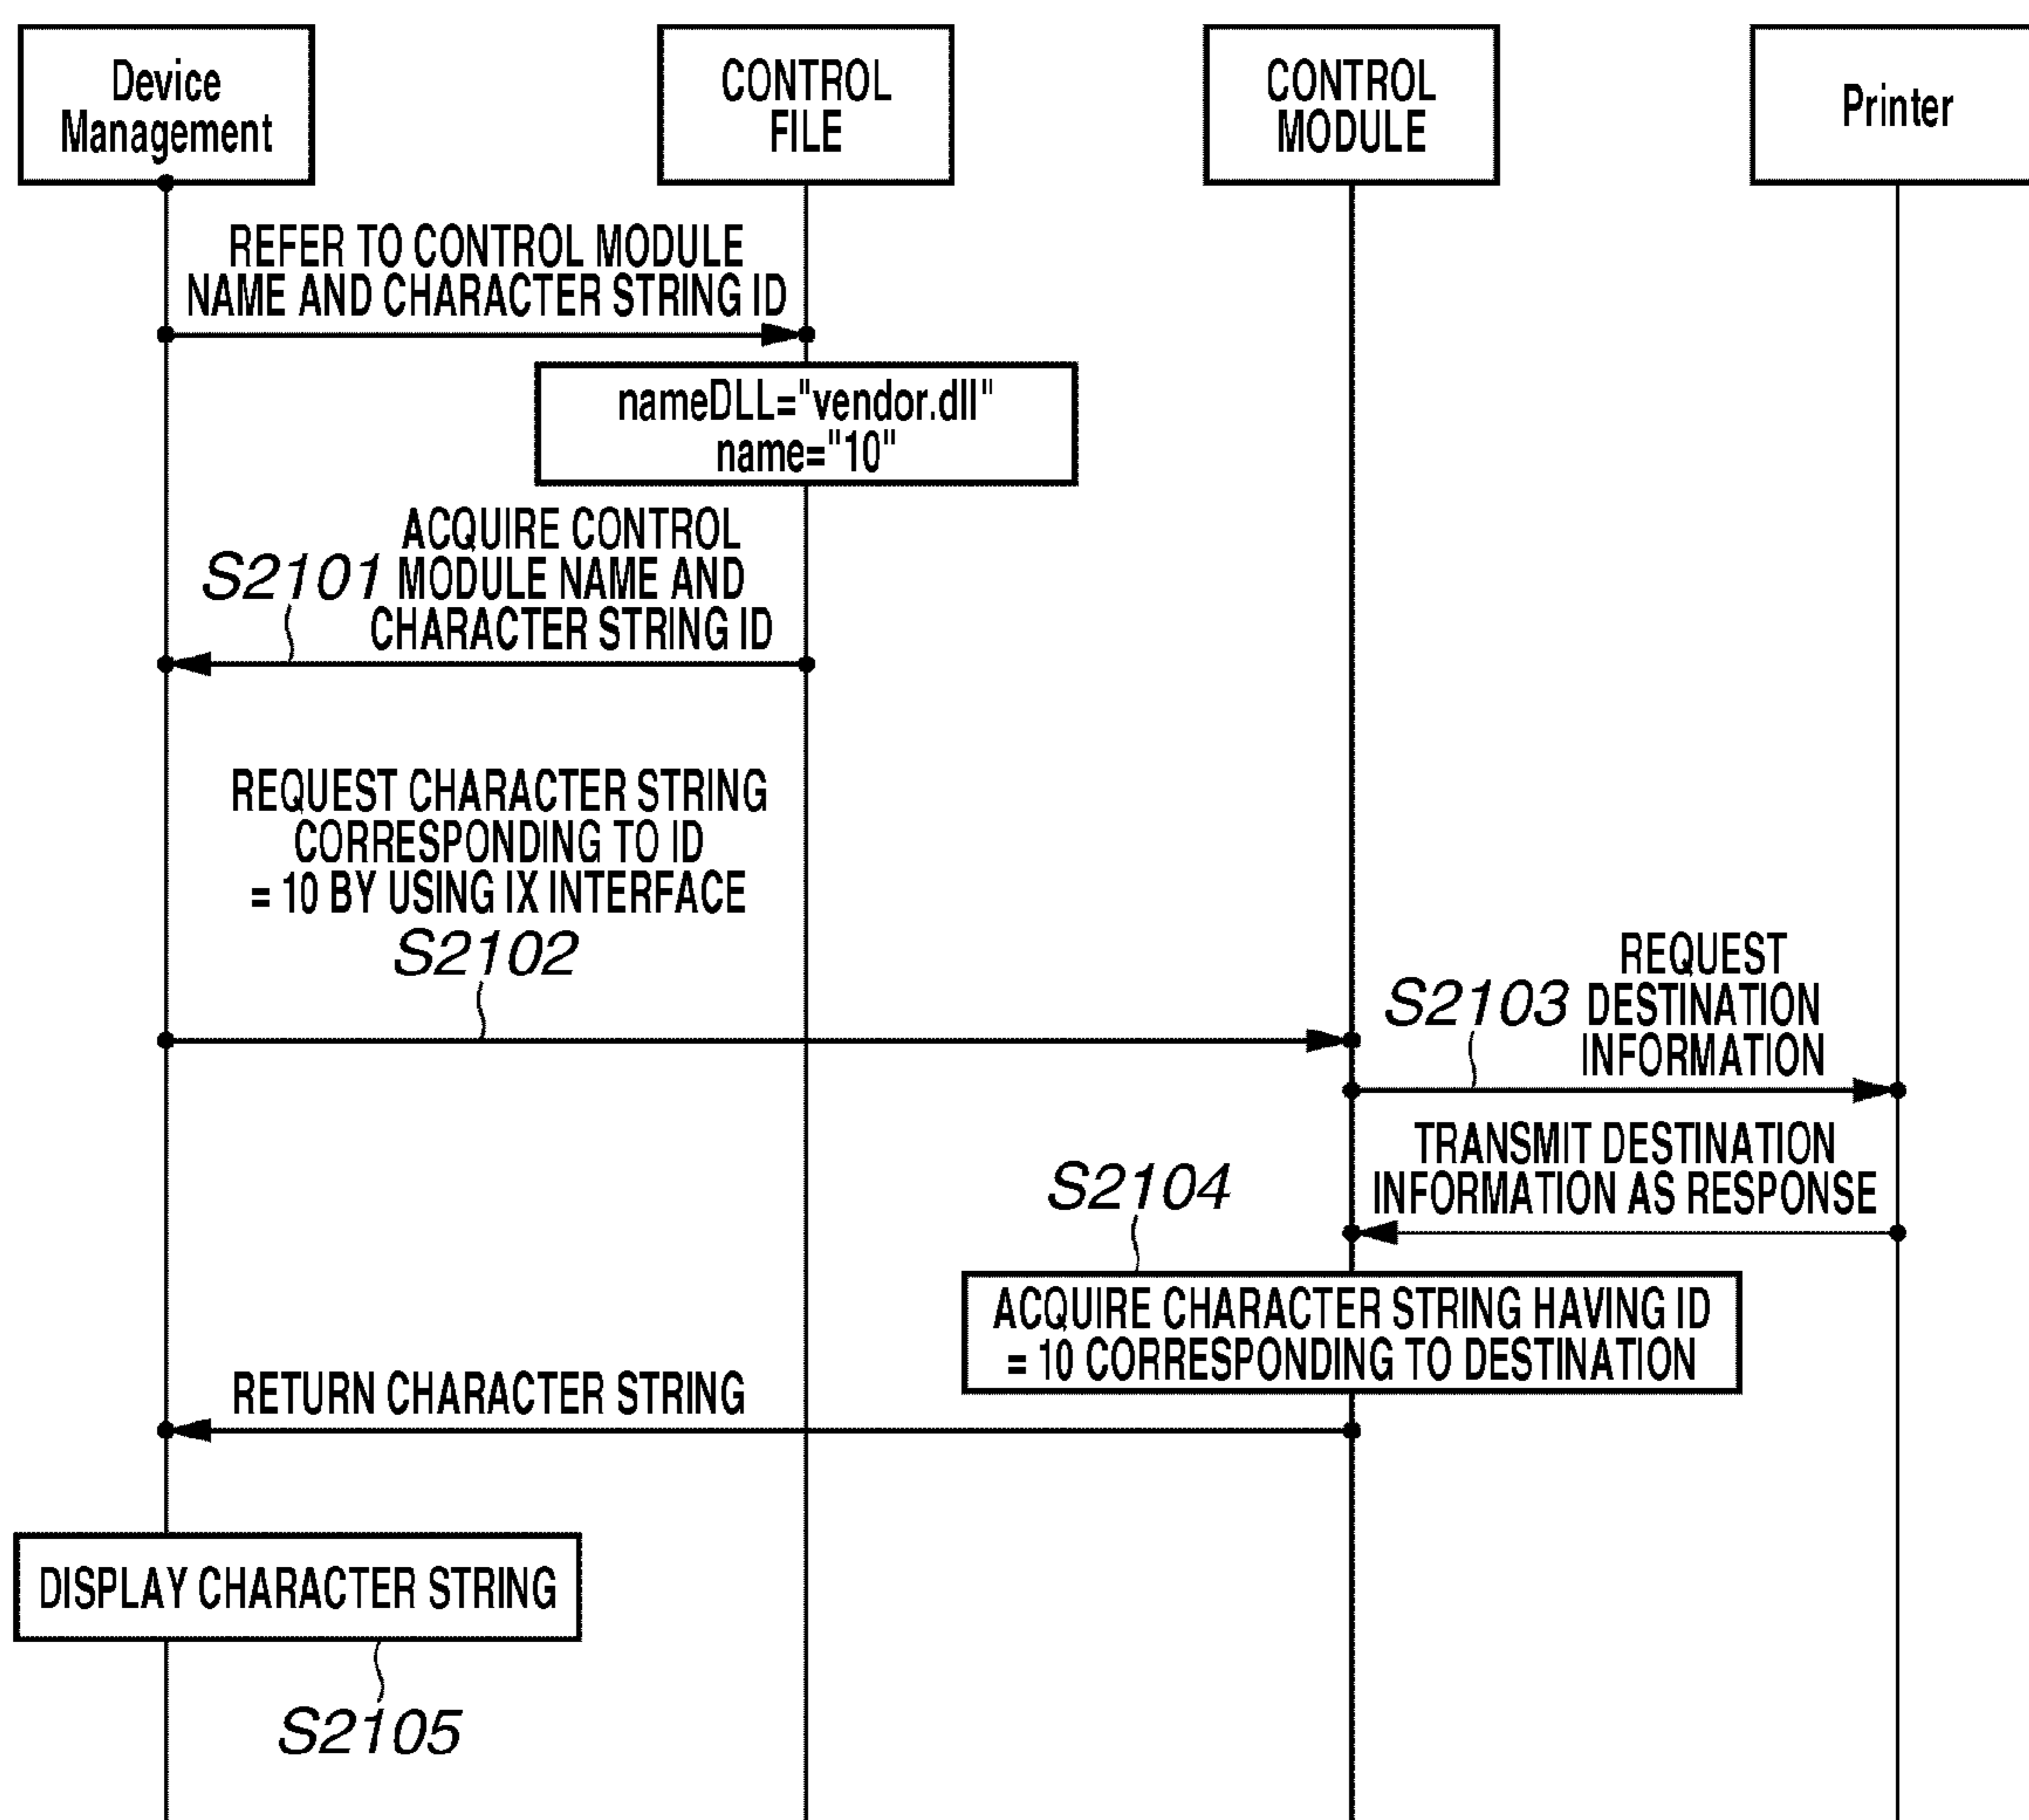 Device
Management
CONTROL
FILE
CONTROL
MODULE
Printer
REFER TO CONTROL MODULE
NAME AND CHARACTER STRING ID
nameDLL="vendor.dll"
name="10"
S2101
ACQUIRE CONTROL
MODULE NAME AND
CHARACTER STRING ID
REQUEST CHARACTER STRING
CORRESPONDING TO ID
= 10 BY USING IX INTERFACE
S2102
S2103
REQUEST
DESTINATION
INFORMATION
TRANSMIT DESTINATION
INFORMATION AS RESPONSE
S2104
ACQUIRE CHARACTER STRING HAVING ID
= 10 CORRESPONDING TO DESTINATION
RETURN CHARACTER STRING
DISPLAY CHARACTER STRING
S2105